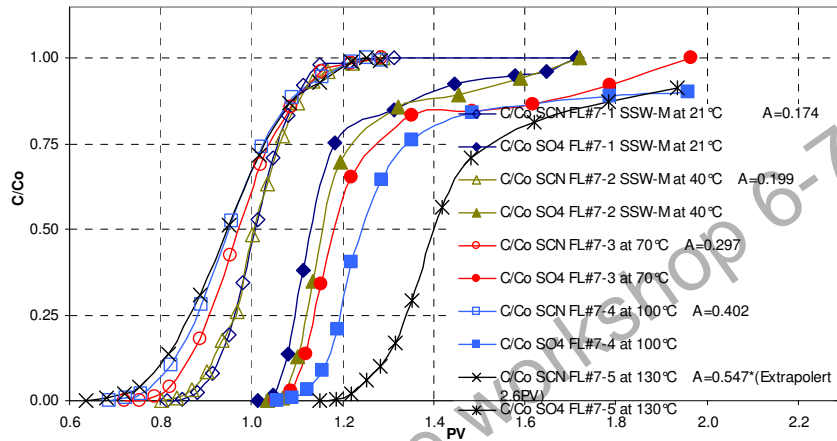 1.00
0.75
0.50
0.25
0.00
C/Co
0.6
0.8
1.0
1.2
1.4
1.6
1.8
2.0
2.2
PV
C/Co SCN FL#7-1 SSW-M at 21°C A=0.174
C/Co SO4 FL#7-1 SSW-M at 21°C
C/Co SCN FL#7-2 SSW-M at 40°C A=0.199
C/Co SO4 FL#7-2 SSW-M at 40°C
C/Co SCN FL#7-3 at 70°C A=0.297
C/Co SO4 FL#7-3 at 70°C
C/Co SCN FL#7-4 at 100°C A=0.402
C/Co SO4 FL#7-4 at 100°C
C/Co SCN FL#7-5 at 130°C A=0.547*(Extrapolert
2.6PV)
C/Co SO4 FL#7-5 at 130°C
workshop 6-7